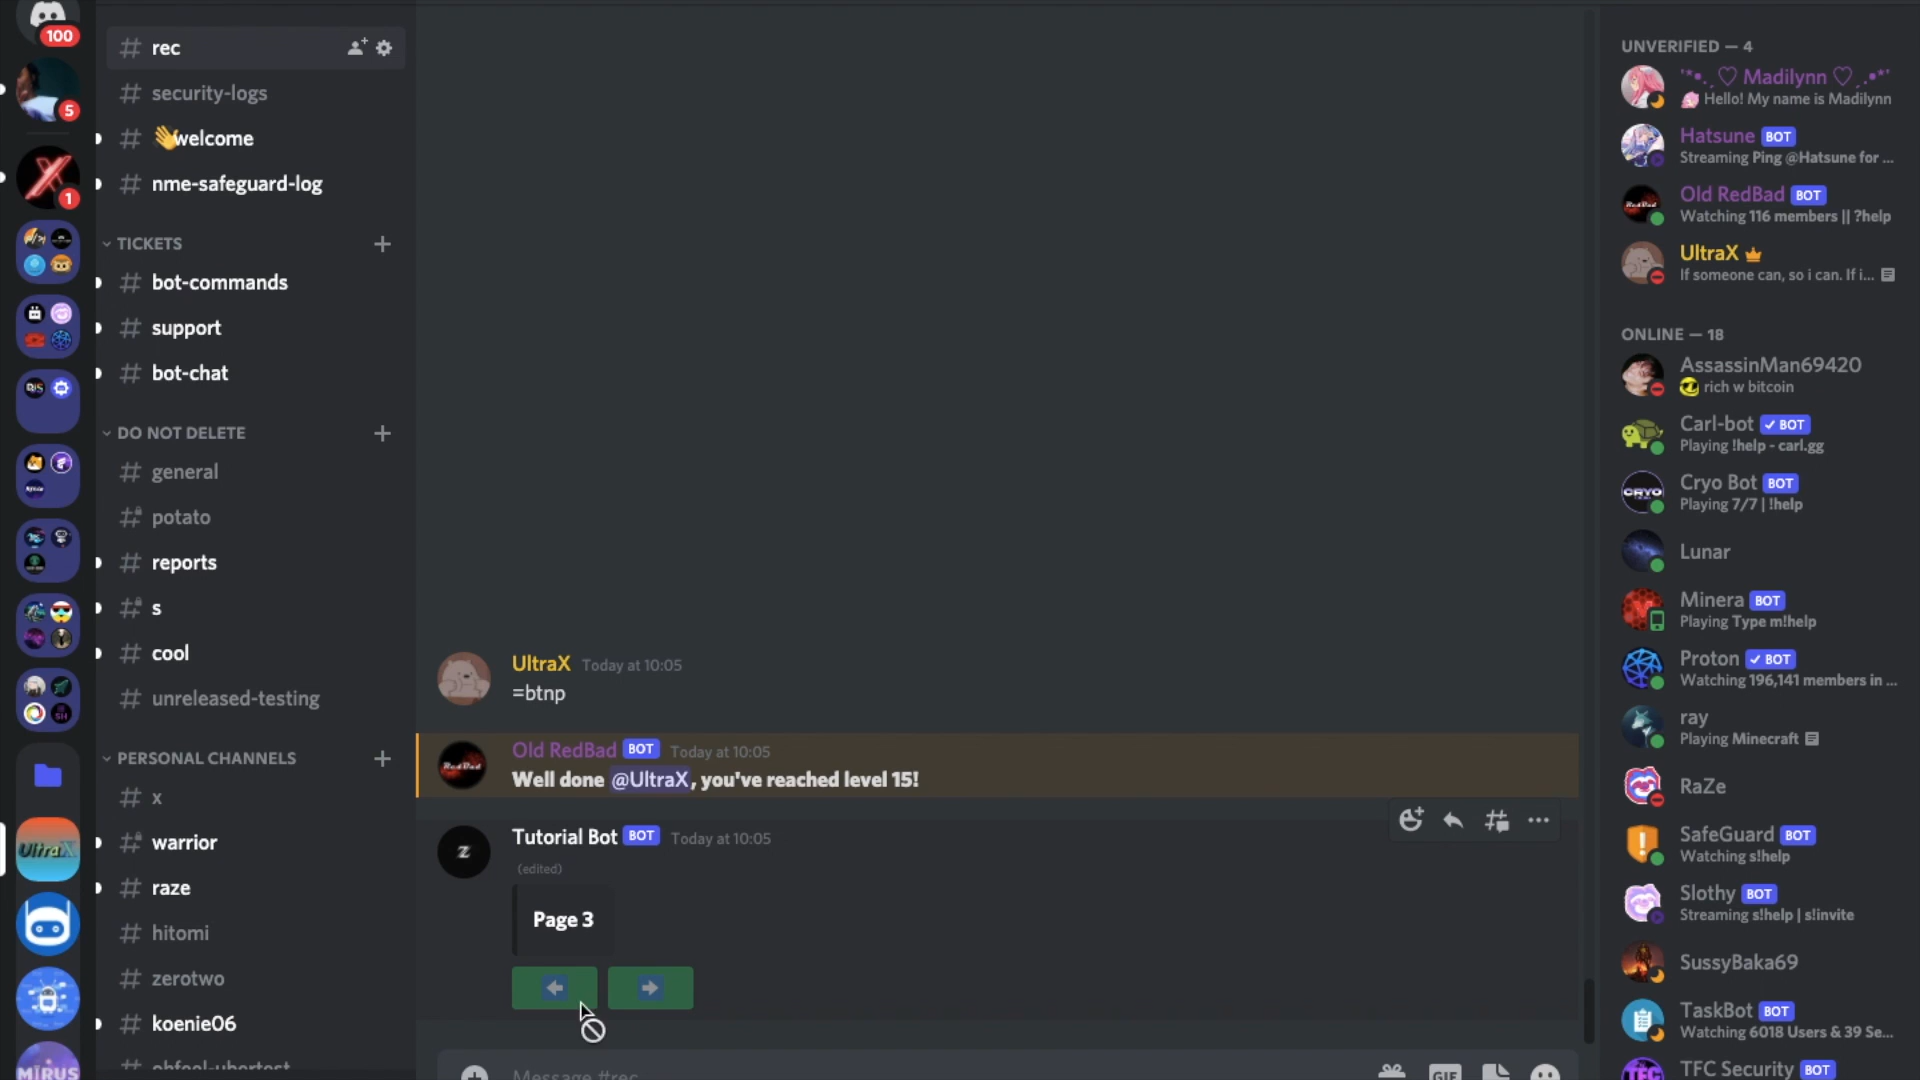 100
5
1
UltraX
MIRUS
rec
security-logs
👋welcome
nme-safeguard-log
TICKETS
bot-commands
support
bot-chat
DO NOT DELETE
general
potato
reports
s
cool
unreleased-testing
PERSONAL CHANNELS
x
warrior
raze
hitomi
zerotwo
koenie06
UltraX Today at 10:05
=btnp
Old RedBad BOT Today at 10:05
Well done @UltraX, you've reached level 15!
Tutorial Bot BOT Today at 10:05
(edited)
Page 3
Message #rec
GIF
UNVERIFIED — 4
Madilynn
Hello! My name is Madilynn
Hatsune BOT
Streaming Ping @Hatsune for ...
Old RedBad BOT
Watching 116 members || ?help
UltraX
If someone can, so i can. If i...
ONLINE — 18
AssassinMan69420
rich w bitcoin
Carl-bot BOT
Playing !help - carl.gg
CRYO
Cryo Bot BOT
Playing 7/7 | !help
Lunar
Minera BOT
Playing Type m!help
Proton BOT
Watching 196,141 members in ...
ray
Playing Minecraft
RaZe
SafeGuard BOT
Watching s!help
Slothy BOT
Streaming s!help | s!invite
SussyBaka69
TaskBot BOT
Watching 6018 Users & 39 Se...
TFC Security BOT